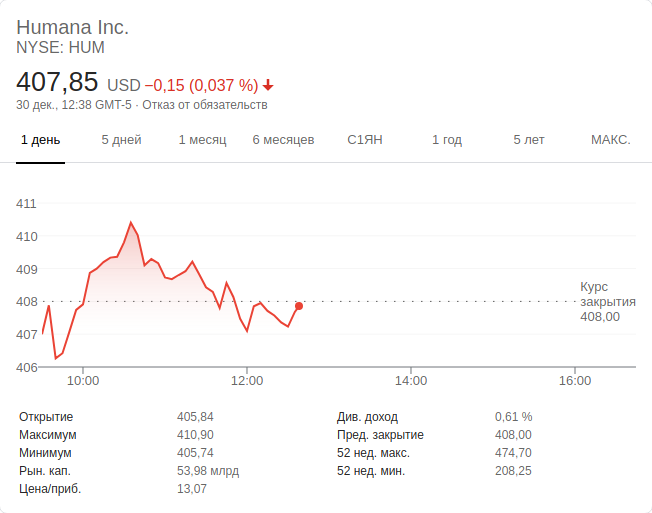 Humana Inc.
NYSE: HUM
407,85 USD −0,15 (0,037 %)
30 дек., 12:38 GMT-5 · Отказ от обязательств
1 день 5 дней 1 месяц 6 месяцев С1ЯН 1 год 5 лет МАКС.
411
410
409
408
407
406
Курс
закрытия
408,00
10:00 12:00 14:00 16:00
Открытие 405,84 Див. доход 0,61 %
Максимум 410,90 Пред. закрытие 408,00
Минимум 405,74 52 нед. макс. 474,70
Рын. кап. 53,98 млрд 52 нед. мин. 208,25
Цена/приб. 13,07